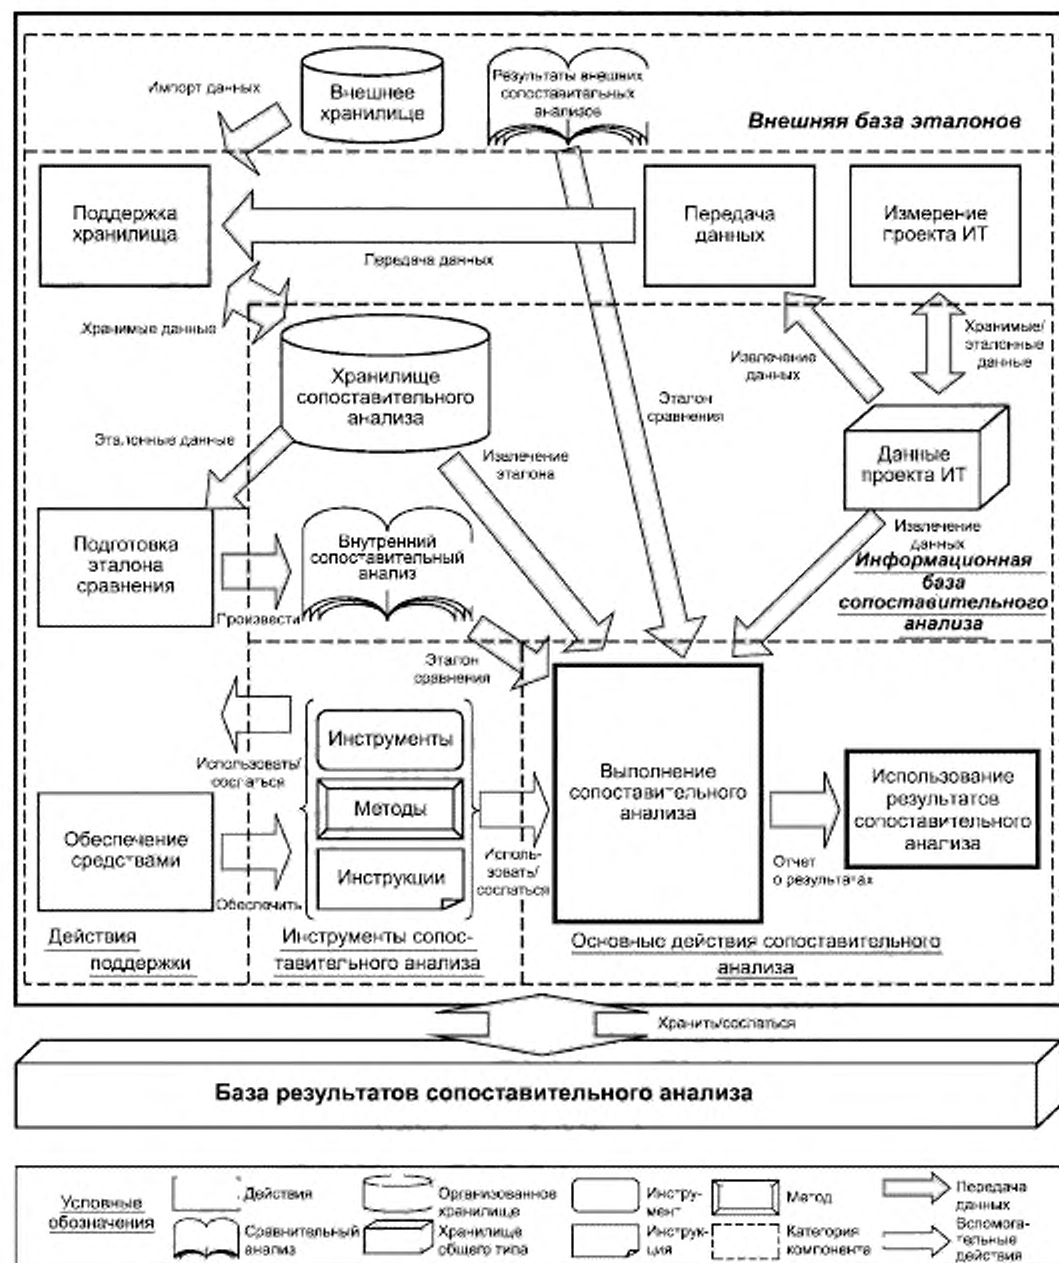 Импорт данных
Внешнее
хранилище
Результаты внешних
сопоставительных
анализов
Внешняя база эталонов
Поддержка
хранилища
Передача данных
Передача
данных
Измерение
проекта ИТ
Хранимые данные
Хранилище
сопоставительного
анализа
Извлечение
данных
Хранимые/
эталонные
данные
Эталон
сравнения
Эталонные данные
Извлечение
эталона
Данные
проекта ИТ
Подготовка
эталона
сравнения
Произвести
Внутренний
сопоставительный
анализ
Извлечение
данных
Информационная
база
сопоставительного
анализа
Эталон
сравнения
Использовать/
сослаться
Инструменты
Методы
Инструкции
Обеспечение
средствами
Обеспечить
Исполь-
зовать/
сослаться
Выполнение
сопоставительного
анализа
Отчет
о результатах
Использование
результатов
сопоставительного
анализа
Действия
поддержки
Инструменты сопос-
тавительного анализа
Основные действия сопоставительного
анализа
Хранить/сослаться
База результатов сопоставительного анализа
Условные
обозначения
Действия
Сравнительный
анализ
Организованное
хранилище
Хранилище
общего типа
Инстру-
мент
Инструк-
ция
Метод
Категория
компонента
Передача
данных
Вспомога-
тельные
действия